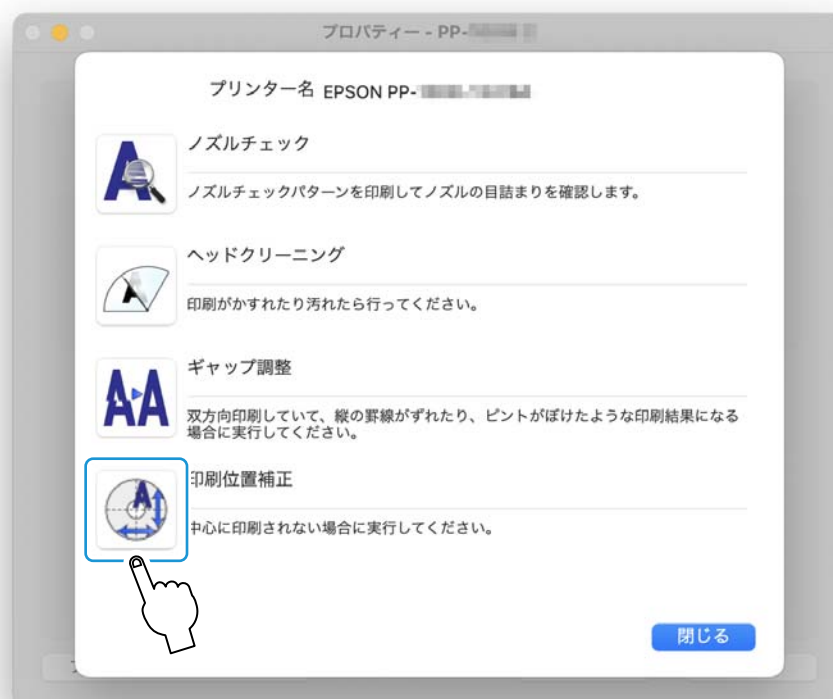 プロパティー - PP-
プリンター名 EPSON PP-
ノズルチェック
ノズルチェックパターンを印刷してノズルの目詰まりを確認します。
ヘッドクリーニング
印刷がかすれたり汚れたら行ってください。
ギャップ調整
双方向印刷していて、縦の罫線がずれたり、ピントがぼけたような印刷結果になる
場合に実行してください。
印刷位置補正
中心に印刷されない場合に実行してください。
閉じる